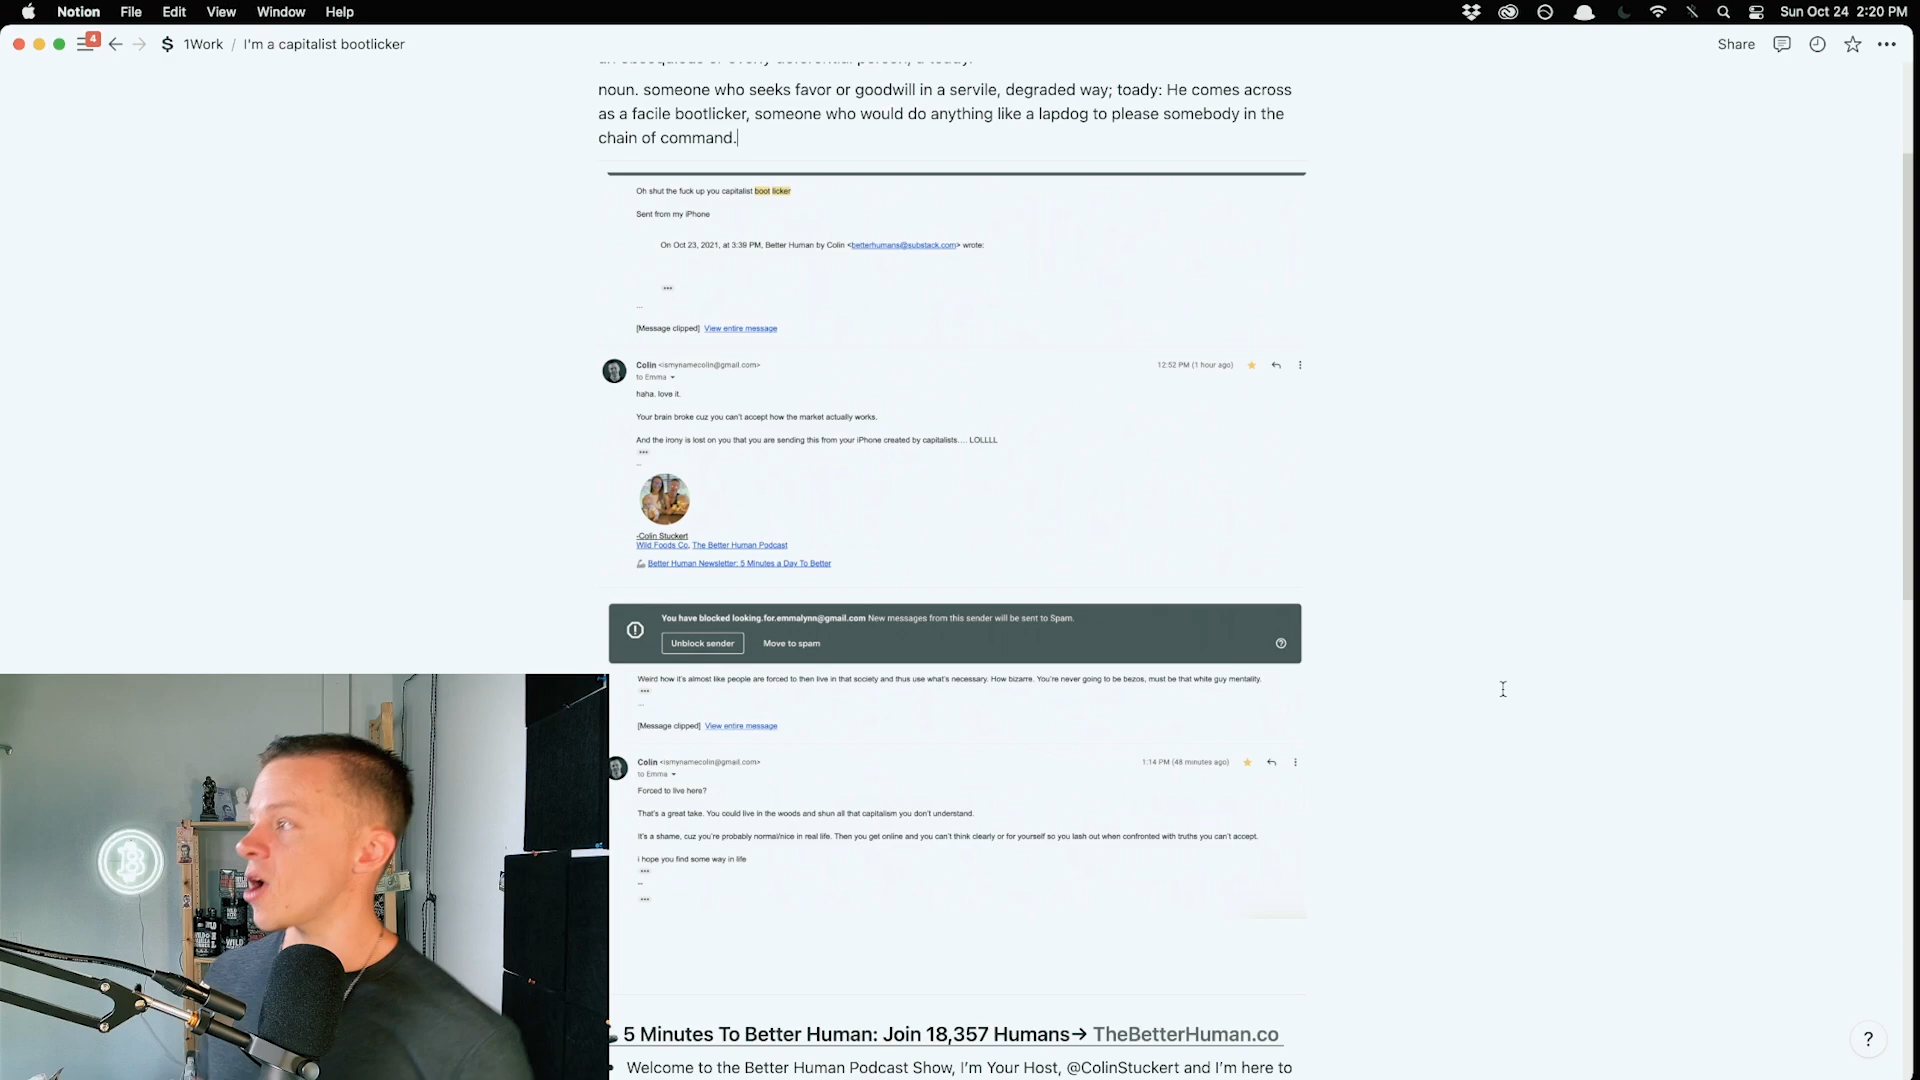 Notion File Edit View Window Help Sun Oct 24 2:20 PM
4 $ 1Work / I'm a capitalist bootlicker Share
noun. someone who seeks favor or goodwill in a servile, degraded way; toady: He comes across
as a facile bootlicker, someone who would do anything like a lapdog to please somebody in the
chain of command.
Oh shut the fuck up you capitalist boot licker
Sent from my iPhone
On Oct 23, 2021, at 3:39 PM, Better Human by Colin <betterhumans@substack.com> wrote:
...
[Message clipped] View entire message
Colin <ismynamecolin@gmail.com> 12:52 PM (1 hour ago)
to Emma
haha. love it.
Your brain broke cuz you can't accept how the market actually works.
And the irony is lost on you that you are sending this from your iPhone created by capitalists…. LOLLLL
--
-Colin Stuckert
Wild Foods Co, The Better Human Podcast
Better Human Newsletter: 5 Minutes a Day To Better
You have blocked looking.for.emmalynn@gmail.com New messages from this sender will be sent to Spam.
Unblock sender Move to spam
Weird how it's almost like people are forced to then live in that society and thus use what's necessary. How bizarre. You're never going to be bezos, must be that white guy mentality.
...
[Message clipped] View entire message
Colin <ismynamecolin@gmail.com> 1:14 PM (48 minutes ago)
to Emma
Forced to live here?
That's a great take. You could live in the woods and shun all that capitalism you don't understand.
It's a shame, cuz you're probably normal/nice in real life. Then you get online and you can't think clearly or for yourself so you lash out when confronted with truths you can't accept.
i hope you find some way in life
--
5 Minutes To Better Human: Join 18,357 Humans→ TheBetterHuman.co
• Welcome to the Better Human Podcast Show, I'm Your Host, @ColinStuckert and I'm here to
?
WILD
WILD